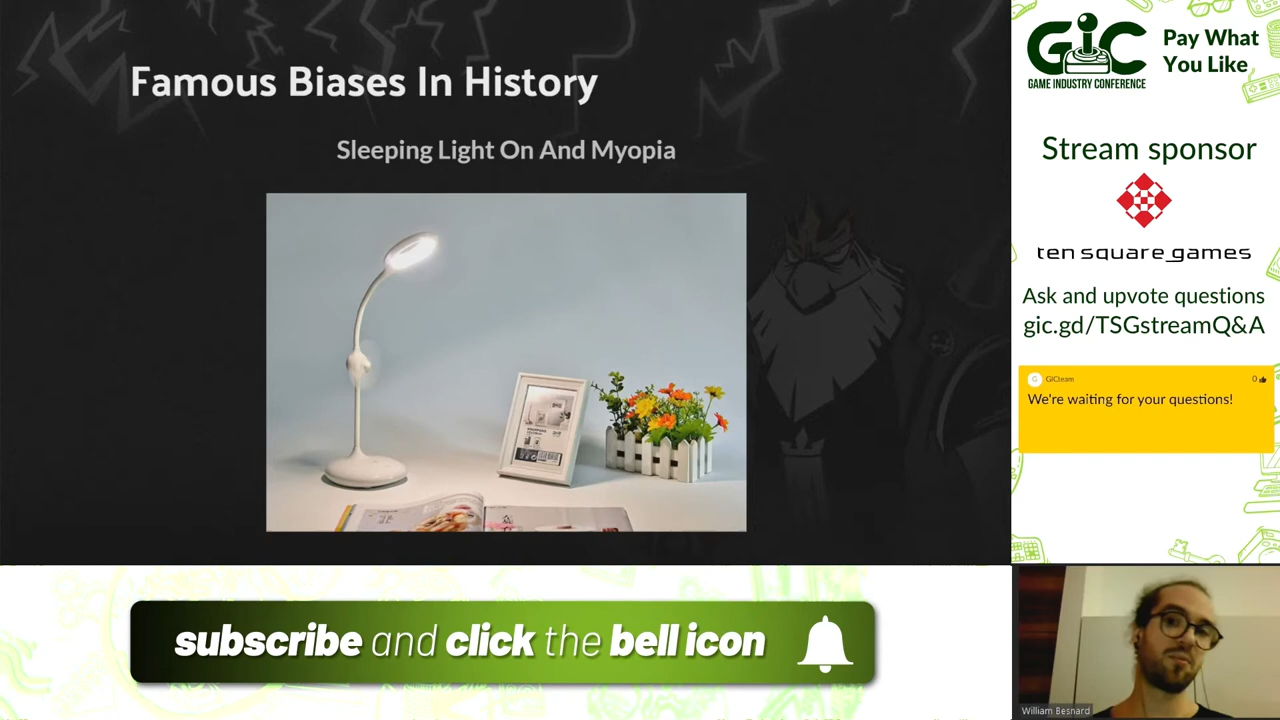 Famous Biases In History
Sleeping Light On And Myopia
subscribe and click the bell icon
GIC
GAME INDUSTRY CONFERENCE
Pay What
You Like
Stream sponsor
ten square games
Ask and upvote questions
gic.gd/TSGstreamQ&A
G
GICteam
0
We're waiting for your questions!
William Besnard